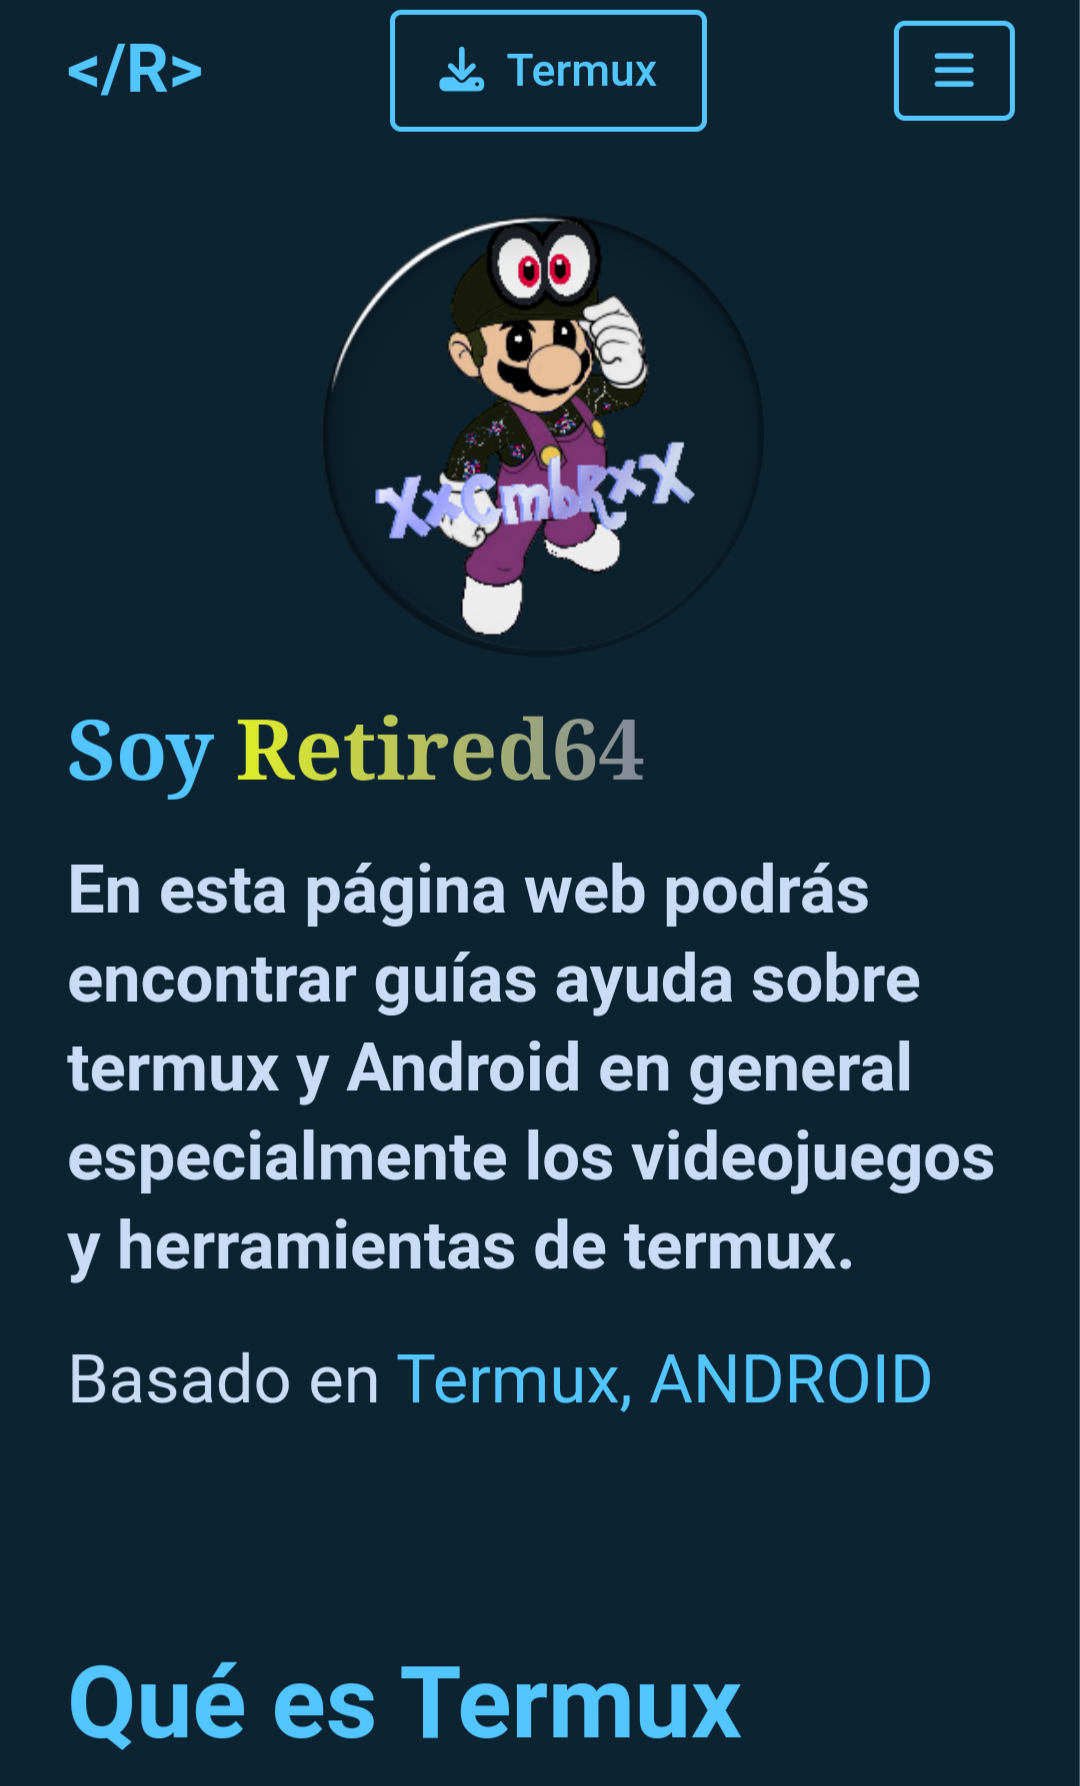 </R>
Termux
XxCmbRxX
Soy Retired64
En esta página web podrás
encontrar guías ayuda sobre
termux y Android en general
especialmente los videojuegos
y herramientas de termux.
Basado en Termux, ANDROID
Qué es Termux